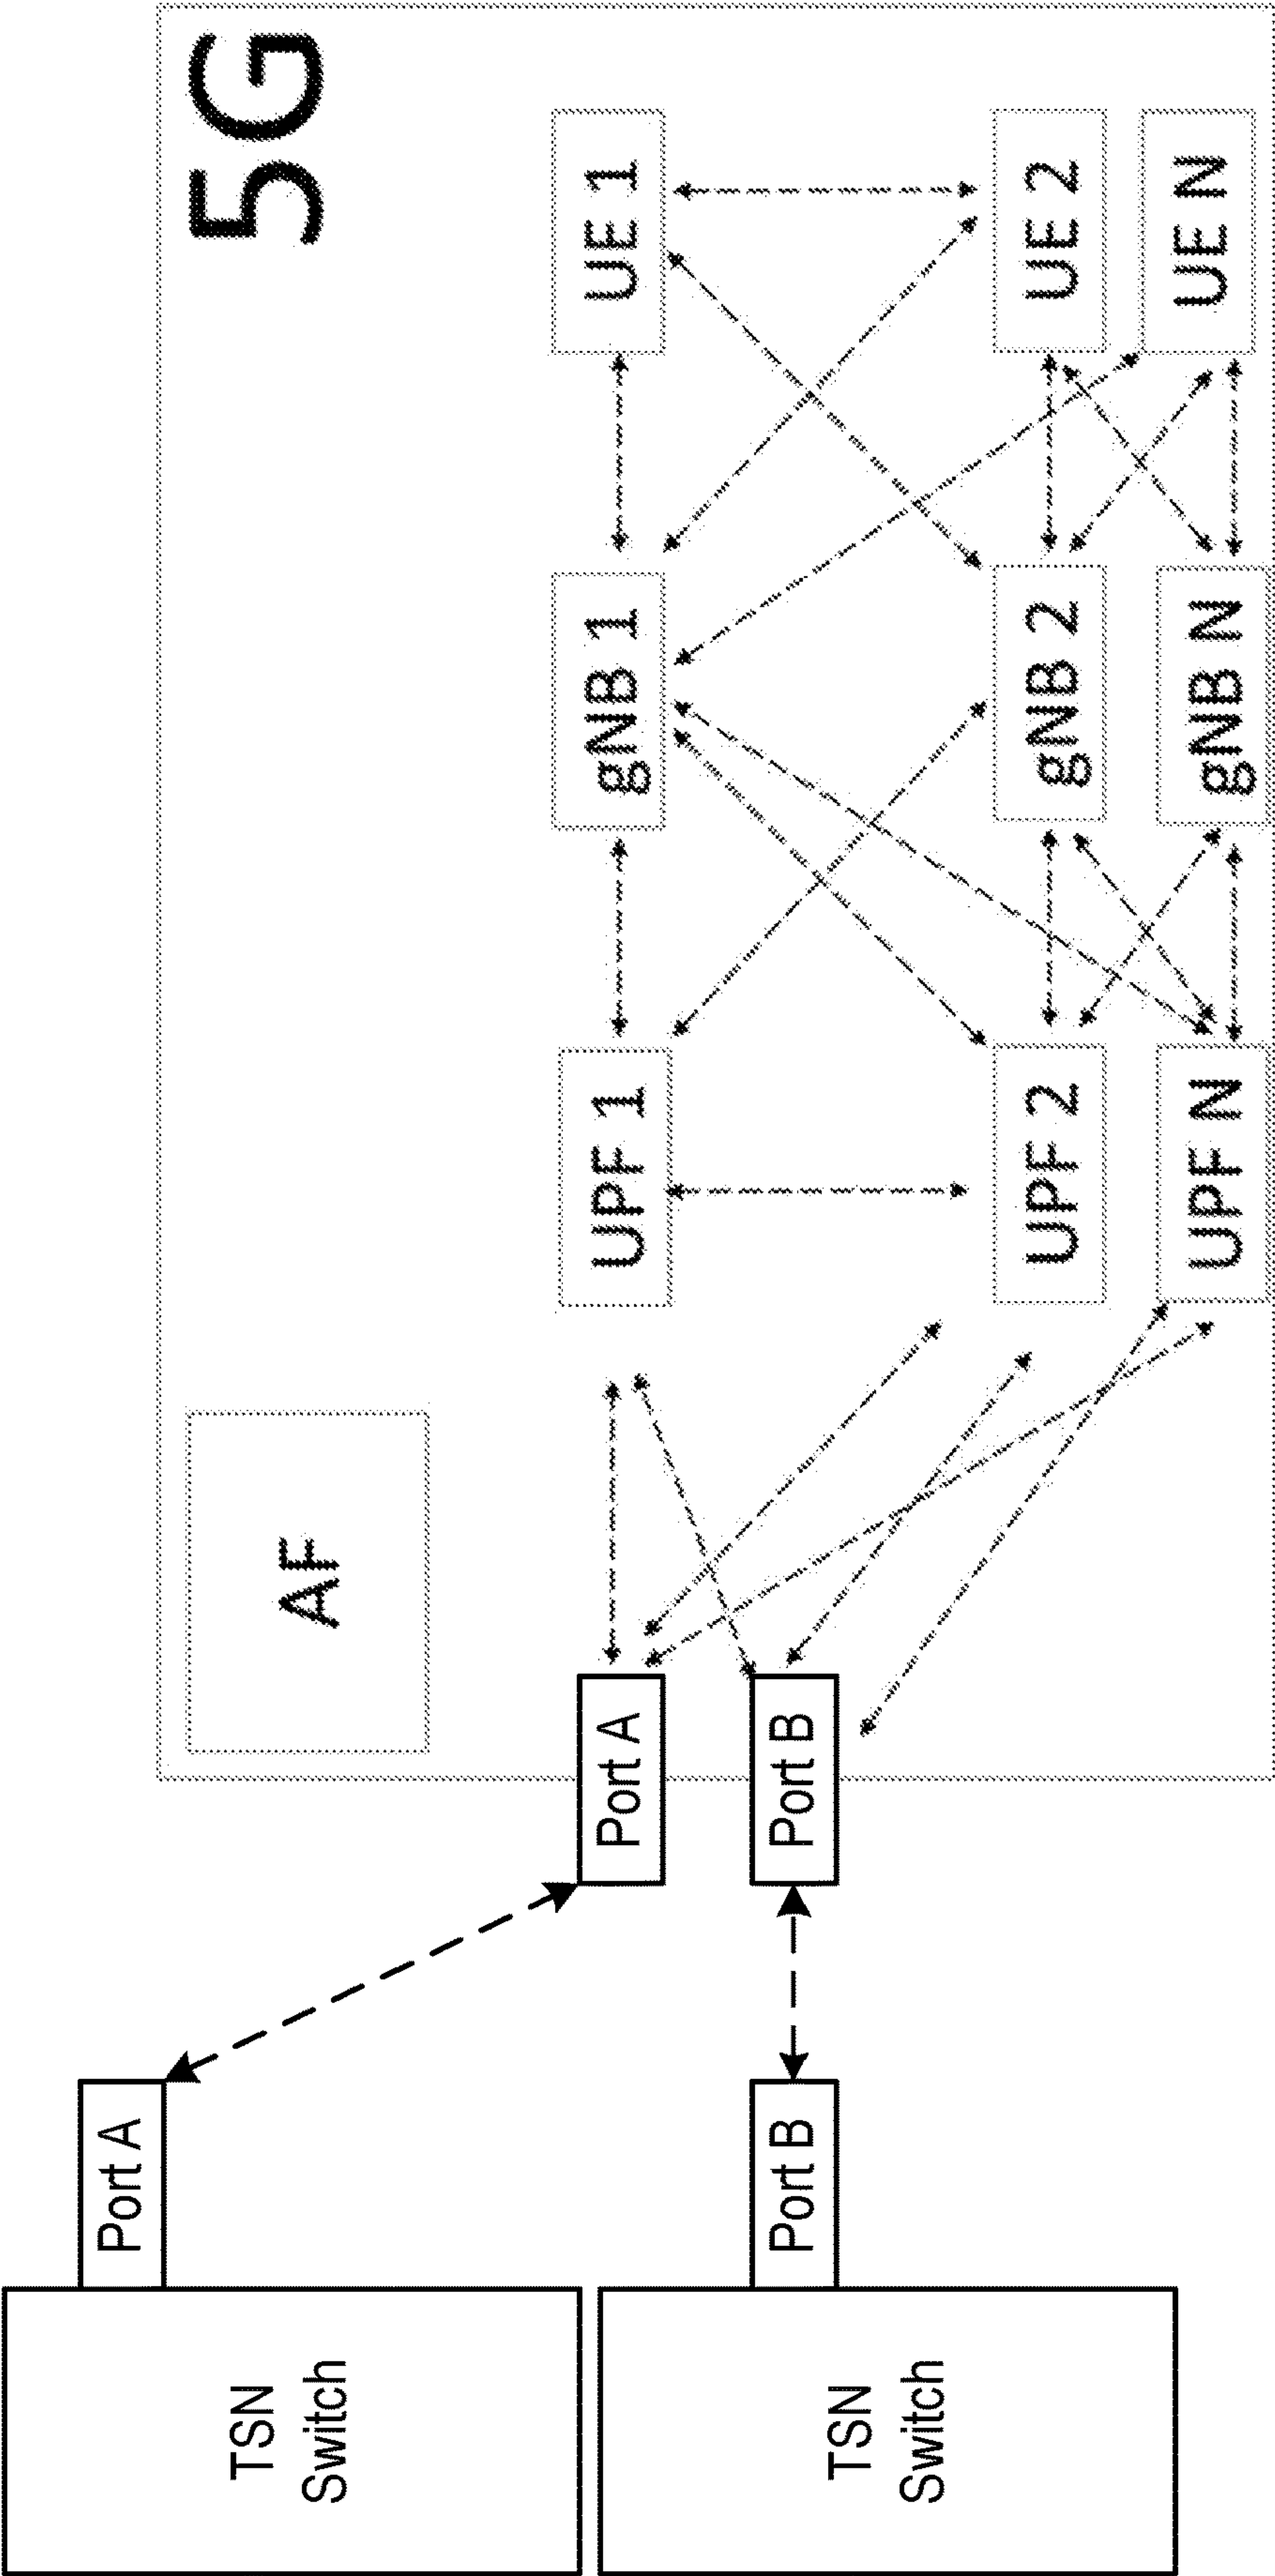 5G
AF
TSN
Switch
Port A
Port A
UPF 1
gNB 1
UE 1
TSN
Switch
Port B
Port B
UPF 2
gNB 2
UE 2
UPF N
gNB N
UE N